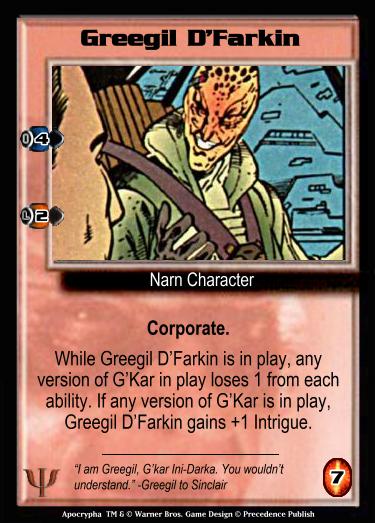 Greegil D'Farkin
I)4
L)2
Narn Character
Corporate.
While Greegil D'Farkin is in play, any
version of G'Kar in play loses 1 from each
ability. If any version of G'Kar is in play,
Greegil D'Farkin gains +1 Intrigue.
"I am Greegil, G'kar Ini-Darka. You wouldn't
understand." -Greegil to Sinclair
7
Apocrypha TM & © Warner Bros. Game Design © Precedence Publish